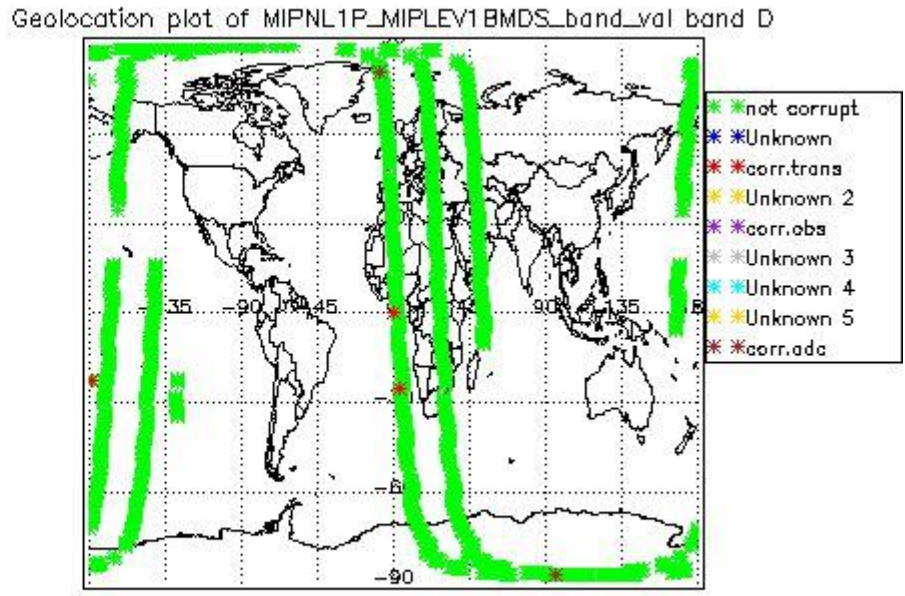 Geolocation plot of MIPNL1P_MIPLEV1BMDS_band_val band D
not corrupt
Unknown
corr.trans
Unknown 2
corr.obs
Unknown 3
Unknown 4
Unknown 5
corr.adc
-90
45
90
135
-90